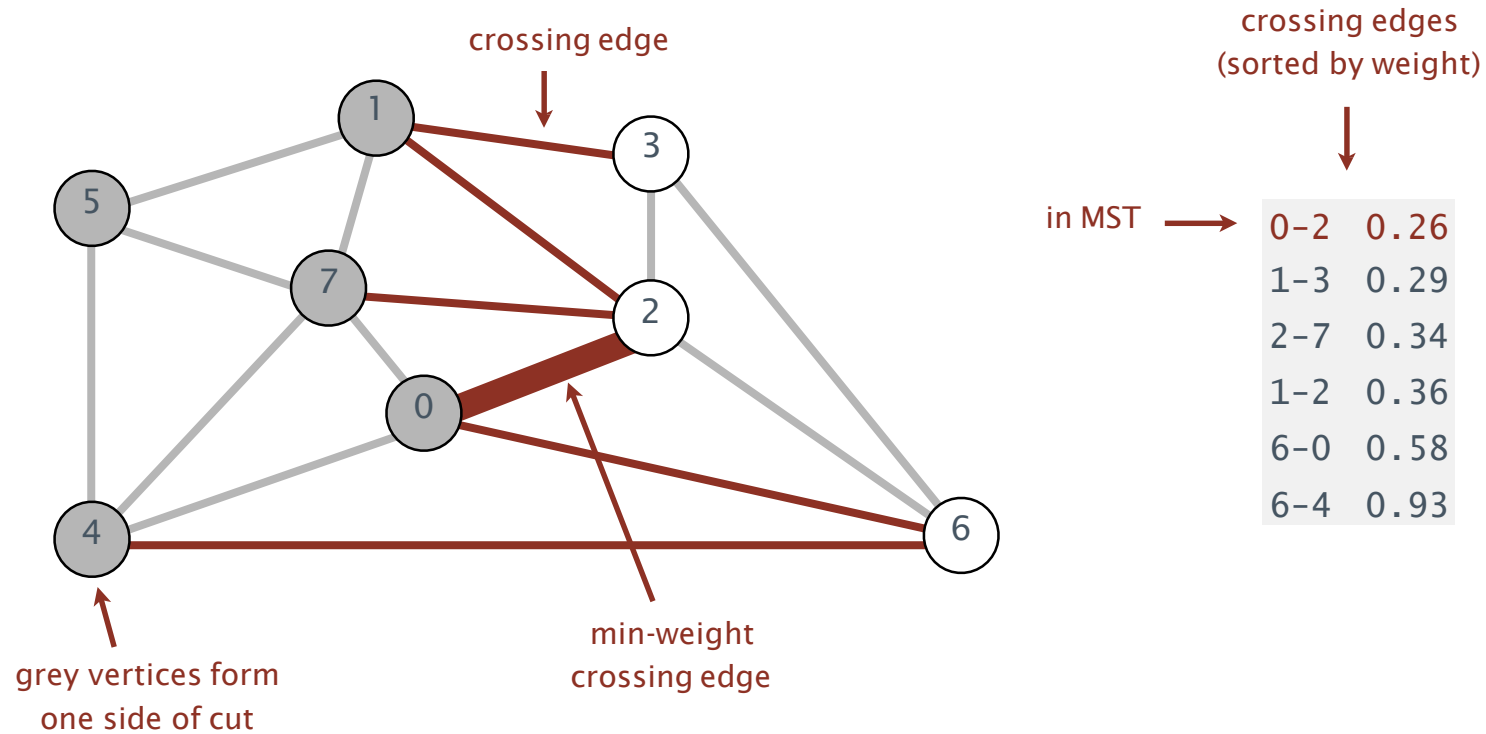 crossing edge
1
3
5
7
2
0
4
6
min-weight
crossing edge
grey vertices form
one side of cut
crossing edges
(sorted by weight)
in MST
0-2 0.26
1-3 0.29
2-7 0.34
1-2 0.36
6-0 0.58
6-4 0.93